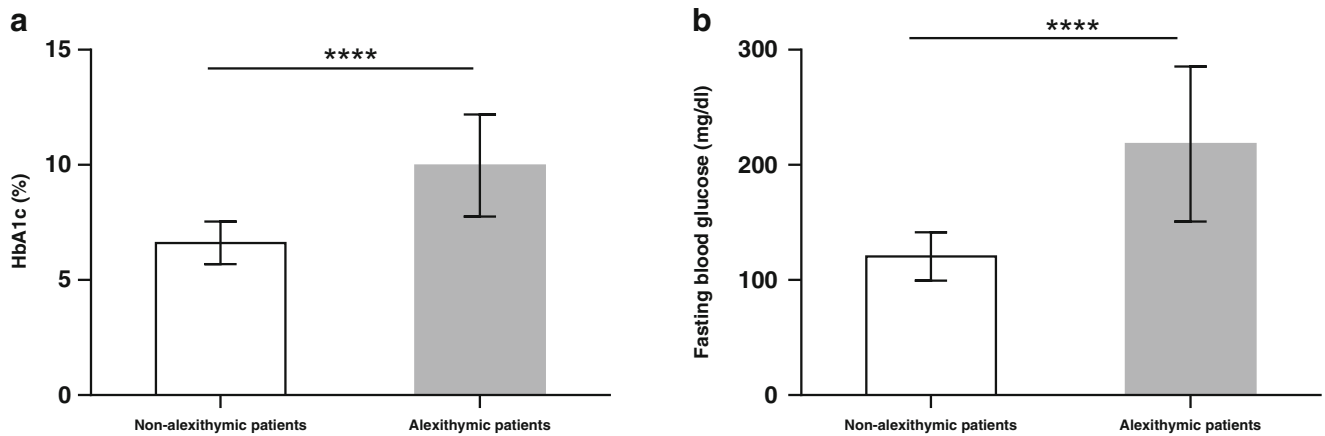 a
HbA1c (%)
15
10
5
0
****
Non-alexithymic patients
Alexithymic patients
b
Fasting blood glucose (mg/dl)
300
200
100
0
****
Non-alexithymic patients
Alexithymic patients